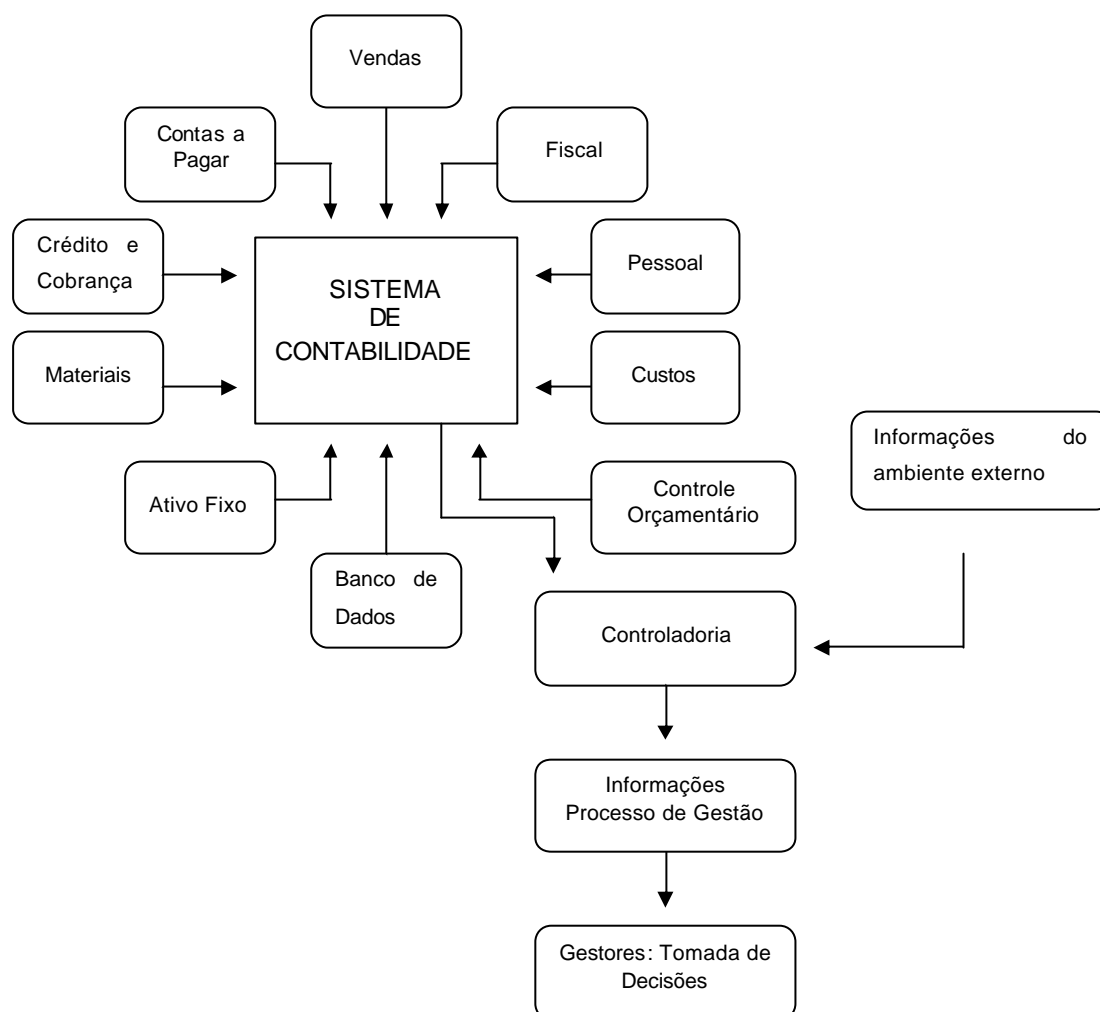 Vendas
Contas a
Pagar
Fiscal
Crédito e
Cobrança
SISTEMA
DE
CONTABILIDADE
Pessoal
Materiais
Custos
Informações do
ambiente externo
Ativo Fixo
Controle
Orçamentário
Banco de
Dados
Controladoria
Informações
Processo de Gestão
Gestores: Tomada de
Decisões